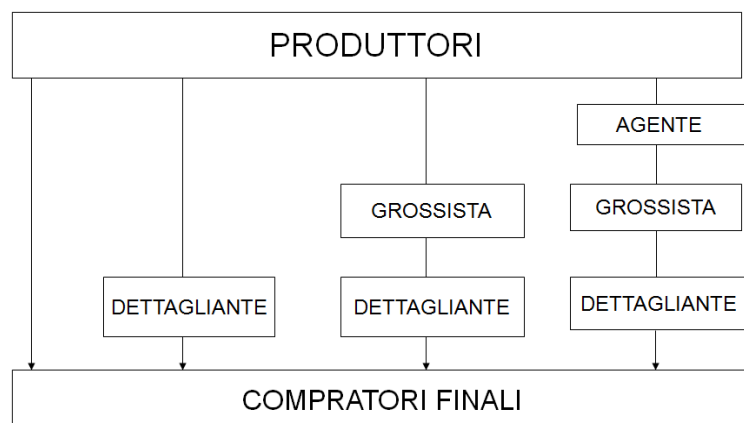 PRODUTTORI
AGENTE
GROSSISTA
GROSSISTA
DETTAGLIANTE
DETTAGLIANTE
DETTAGLIANTE
COMPRATORI FINALI